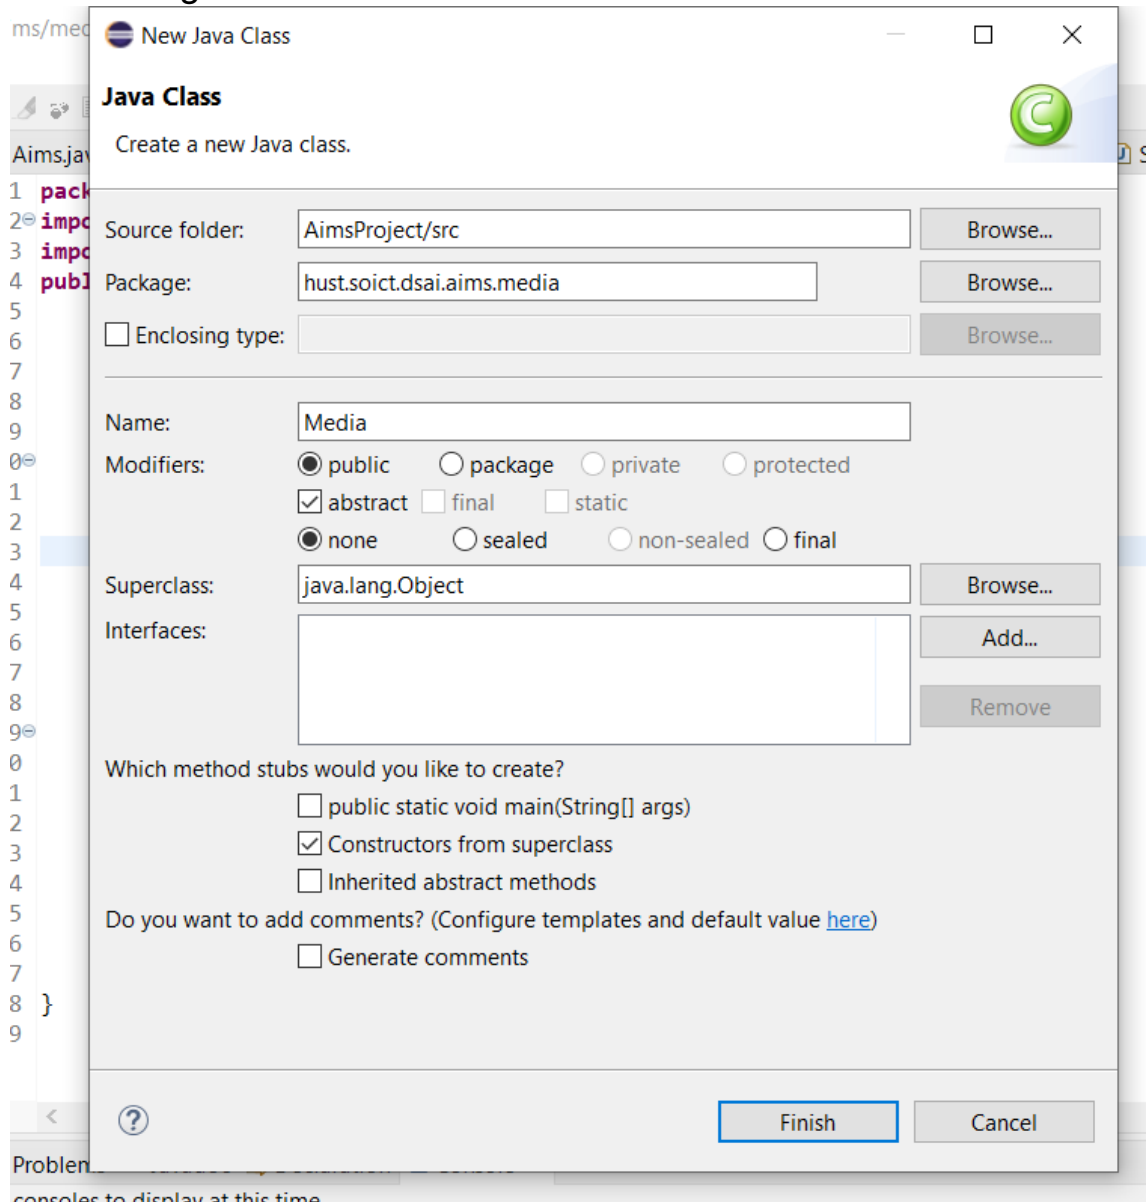 ms/med
New Java Class
Java Class
Create a new Java class.
Aims.jav
1 pack
2 impo
3 impo
4 publ
5
6
7
8
9
0
1
2
3
4
5
6
7
8
9
0
1
2
3
4
5
6
7
8 }
9
Source folder: AimsProject/src Browse...
Package: hust.soict.dsai.aims.media Browse...
Enclosing type: Browse...
Name: Media
Modifiers: public package private protected
abstract final static
none sealed non-sealed final
Superclass: java.lang.Object Browse...
Interfaces: Add...
Remove
Which method stubs would you like to create?
public static void main(String[] args)
Constructors from superclass
Inherited abstract methods
Do you want to add comments? (Configure templates and default value here)
Generate comments
Finish Cancel
Problem
consoles to display at this time.